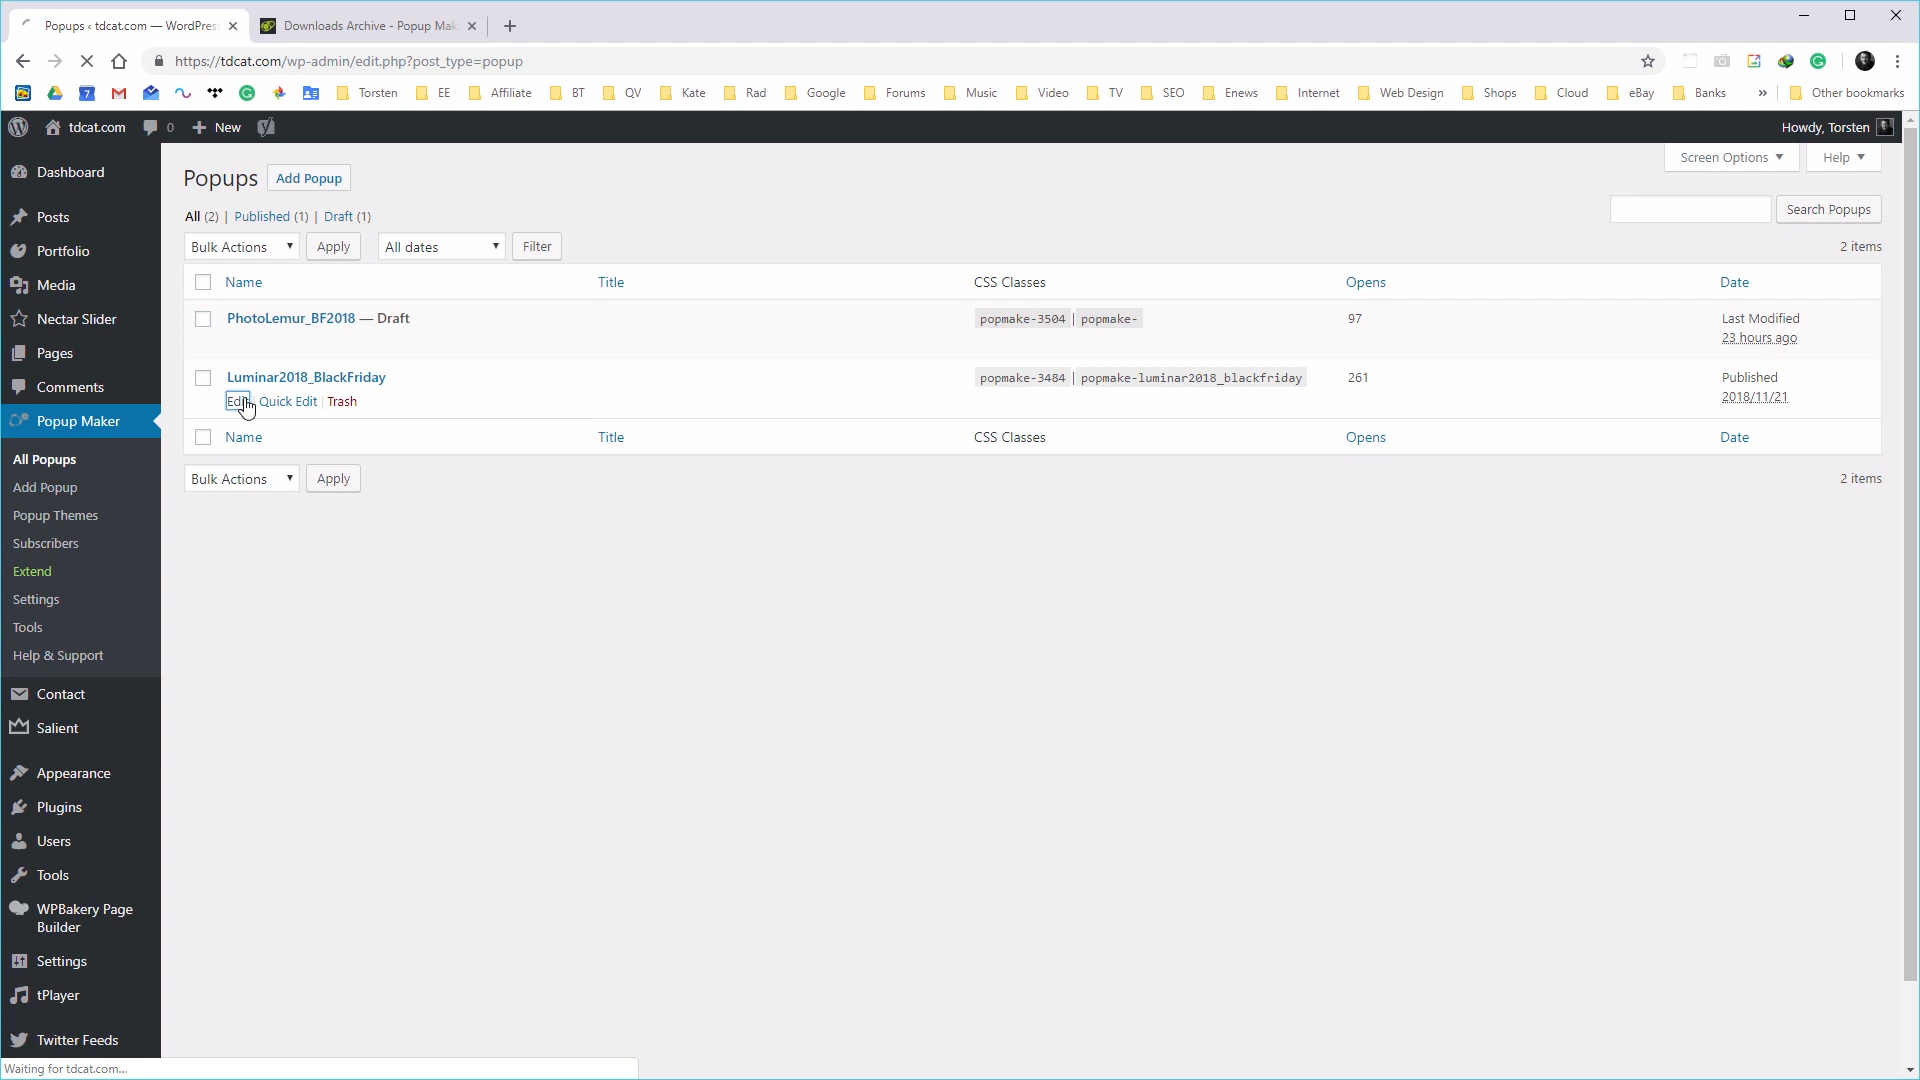 Popups ‹ tdcat.com — WordPres
Downloads Archive - Popup Mak
https://tdcat.com/wp-admin/edit.php?post_type=popup
7
Torsten EE Affiliate BT QV Kate Rad Google Forums Music Video TV SEO Enews Internet Web Design Shops Cloud eBay Banks » Other bookmarks
tdcat.com 0 New Howdy, Torsten
Screen Options Help
Dashboard
Posts
Portfolio
Media
Nectar Slider
Pages
Comments
Popup Maker
All Popups
Add Popup
Popup Themes
Subscribers
Extend
Settings
Tools
Help & Support
Contact
Salient
Appearance
Plugins
Users
Tools
WPBakery Page
Builder
Settings
tPlayer
Twitter Feeds
Popups Add Popup
All (2) | Published (1) | Draft (1)
Search Popups
Bulk Actions Apply All dates Filter 2 items
Name Title CSS Classes Opens Date
PhotoLemur_BF2018 — Draft popmake-3504 | popmake- 97 Last Modified
23 hours ago
Luminar2018_BlackFriday popmake-3484 | popmake-luminar2018_blackfriday 261 Published
Edit | Quick Edit | Trash 2018/11/21
Name Title CSS Classes Opens Date
Bulk Actions Apply 2 items
Waiting for tdcat.com...